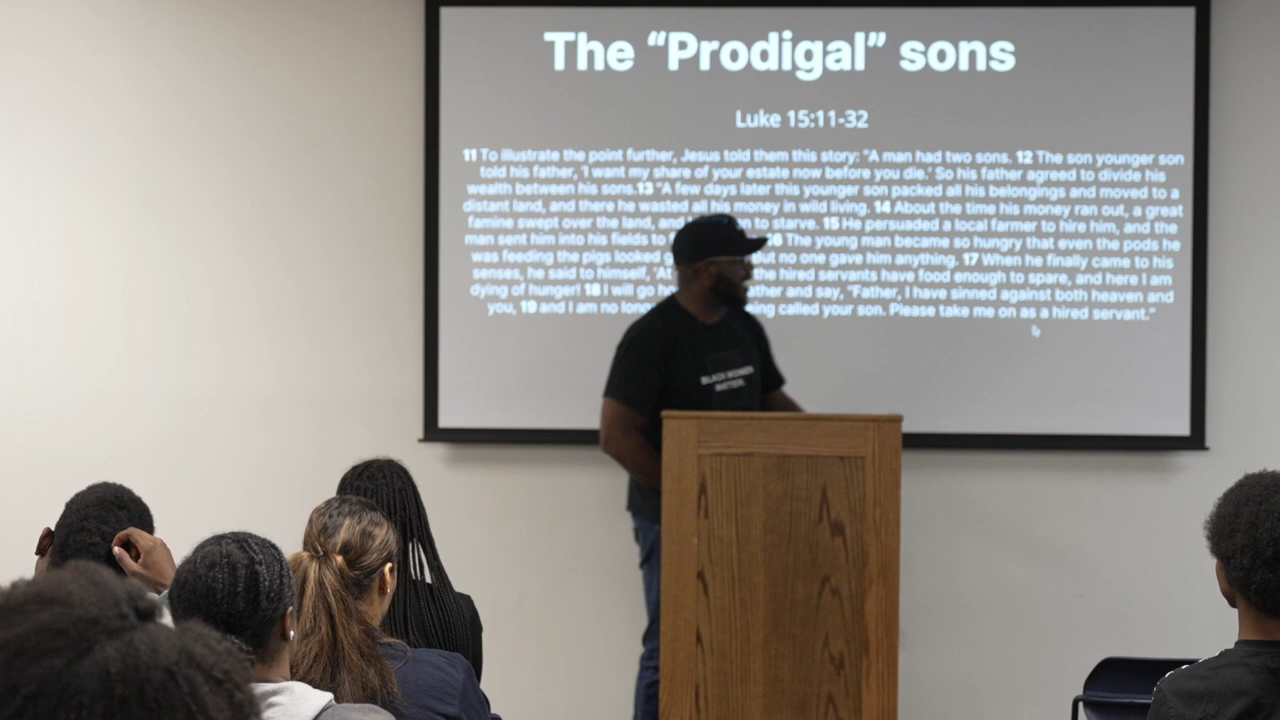 The “Prodigal” sons
Luke 15:11-32
11 To illustrate the point further, Jesus told them this story: “A man had two sons. 12 The son younger son
told his father, ‘I want my share of your estate now before you die.’ So his father agreed to divide his
wealth between his sons.13 “A few days later this younger son packed all his belongings and moved to a
distant land, and there he wasted all his money in wild living. 14 About the time his money ran out, a great
famine swept over the land, and to starve. 15 He persuaded a local farmer to hire him, and the
man sent him into his fields to The young man became so hungry that even the pods he
was feeding the pigs looked but no one gave him anything. 17 When he finally came to his
senses, he said to himself, ‘At the hired servants have food enough to spare, and here I am
dying of hunger! 18 I will go and say, “Father, I have sinned against both heaven and
you, 19 and I am no called your son. Please take me on as a hired servant.”
BLACK WOMEN
MATTER.